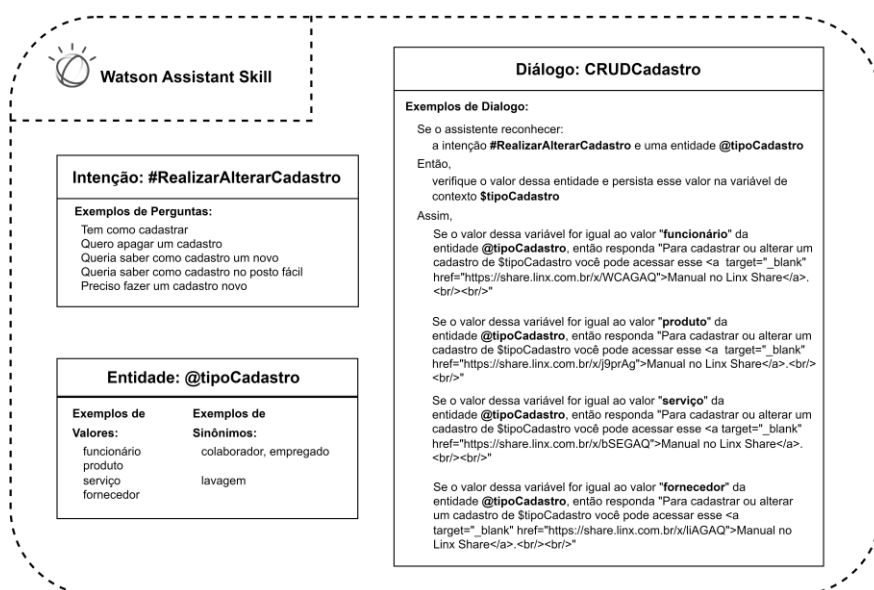 Watson Assistant Skill
Intenção: #RealizarAlterarCadastro
Exemplos de Perguntas:
Tem como cadastrar
Quero apagar um cadastro
Queria saber como cadastro um novo
Queria saber como cadastro no posto fácil
Preciso fazer um cadastro novo
Entidade: @tipoCadastro
Exemplos de Exemplos de
Valores: Sinônimos:
funcionário colaborador, empregado
produto
serviço lavagem
fornecedor
Diálogo: CRUDCadastro
Exemplos de Dialogo:
Se o assistente reconhecer:
a intenção #RealizarAlterarCadastro e uma entidade @tipoCadastro
Então,
verifique o valor dessa entidade e persista esse valor na variável de
contexto $tipoCadastro
Assim,
Se o valor dessa variável for igual ao valor "funcionário" da
entidade @tipoCadastro, então responda "Para cadastrar ou alterar um
cadastro de $tipoCadastro você pode acessar esse <a target="_blank"
href="https://share.linx.com.br/x/WCAGAQ">Manual no Linx Share</a>.
<br/><br/>"
Se o valor dessa variável for igual ao valor "produto" da
entidade @tipoCadastro, então responda "Para cadastrar ou alterar um
cadastro de $tipoCadastro você pode acessar esse <a target="_blank"
href="https://share.linx.com.br/x/j9prAg">Manual no Linx Share</a>.<br/>
<br/>"
Se o valor dessa variável for igual ao valor "serviço" da
entidade @tipoCadastro, então responda "Para cadastrar ou alterar um
cadastro de $tipoCadastro você pode acessar esse <a target="_blank"
href="https://share.linx.com.br/x/bSEGAQ">Manual no Linx Share</a>.
<br/><br/>"
Se o valor dessa variável for igual ao valor "fornecedor" da
entidade @tipoCadastro, então responda "Para cadastrar ou alterar
um cadastro de $tipoCadastro você pode acessar esse <a
target="_blank" href="https://share.linx.com.br/x/IiAGAQ">Manual no
Linx Share</a>.<br/><br/>"